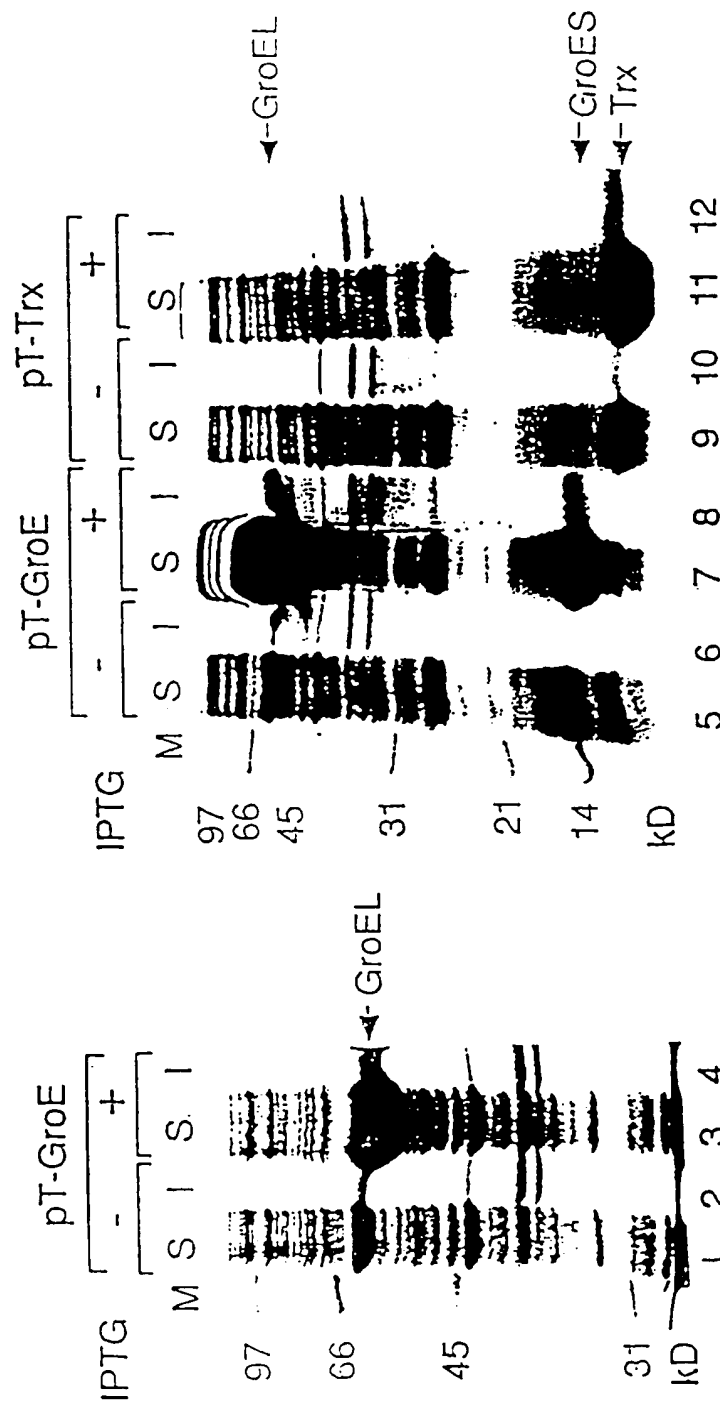 IPTG
pT-GroE
-
+
M
S
I
S
I
97
66
45
31
kD
◄-GroEL
1
2
3
4
IPTG
pT-GroE
pT-Trx
-
+
-
+
M
S
I
S
I
S
I
S
I
97
66
45
31
21
14
kD
◄-GroEL
◄-GroES
◄-Trx
5
6
7
8
9
10
11
12